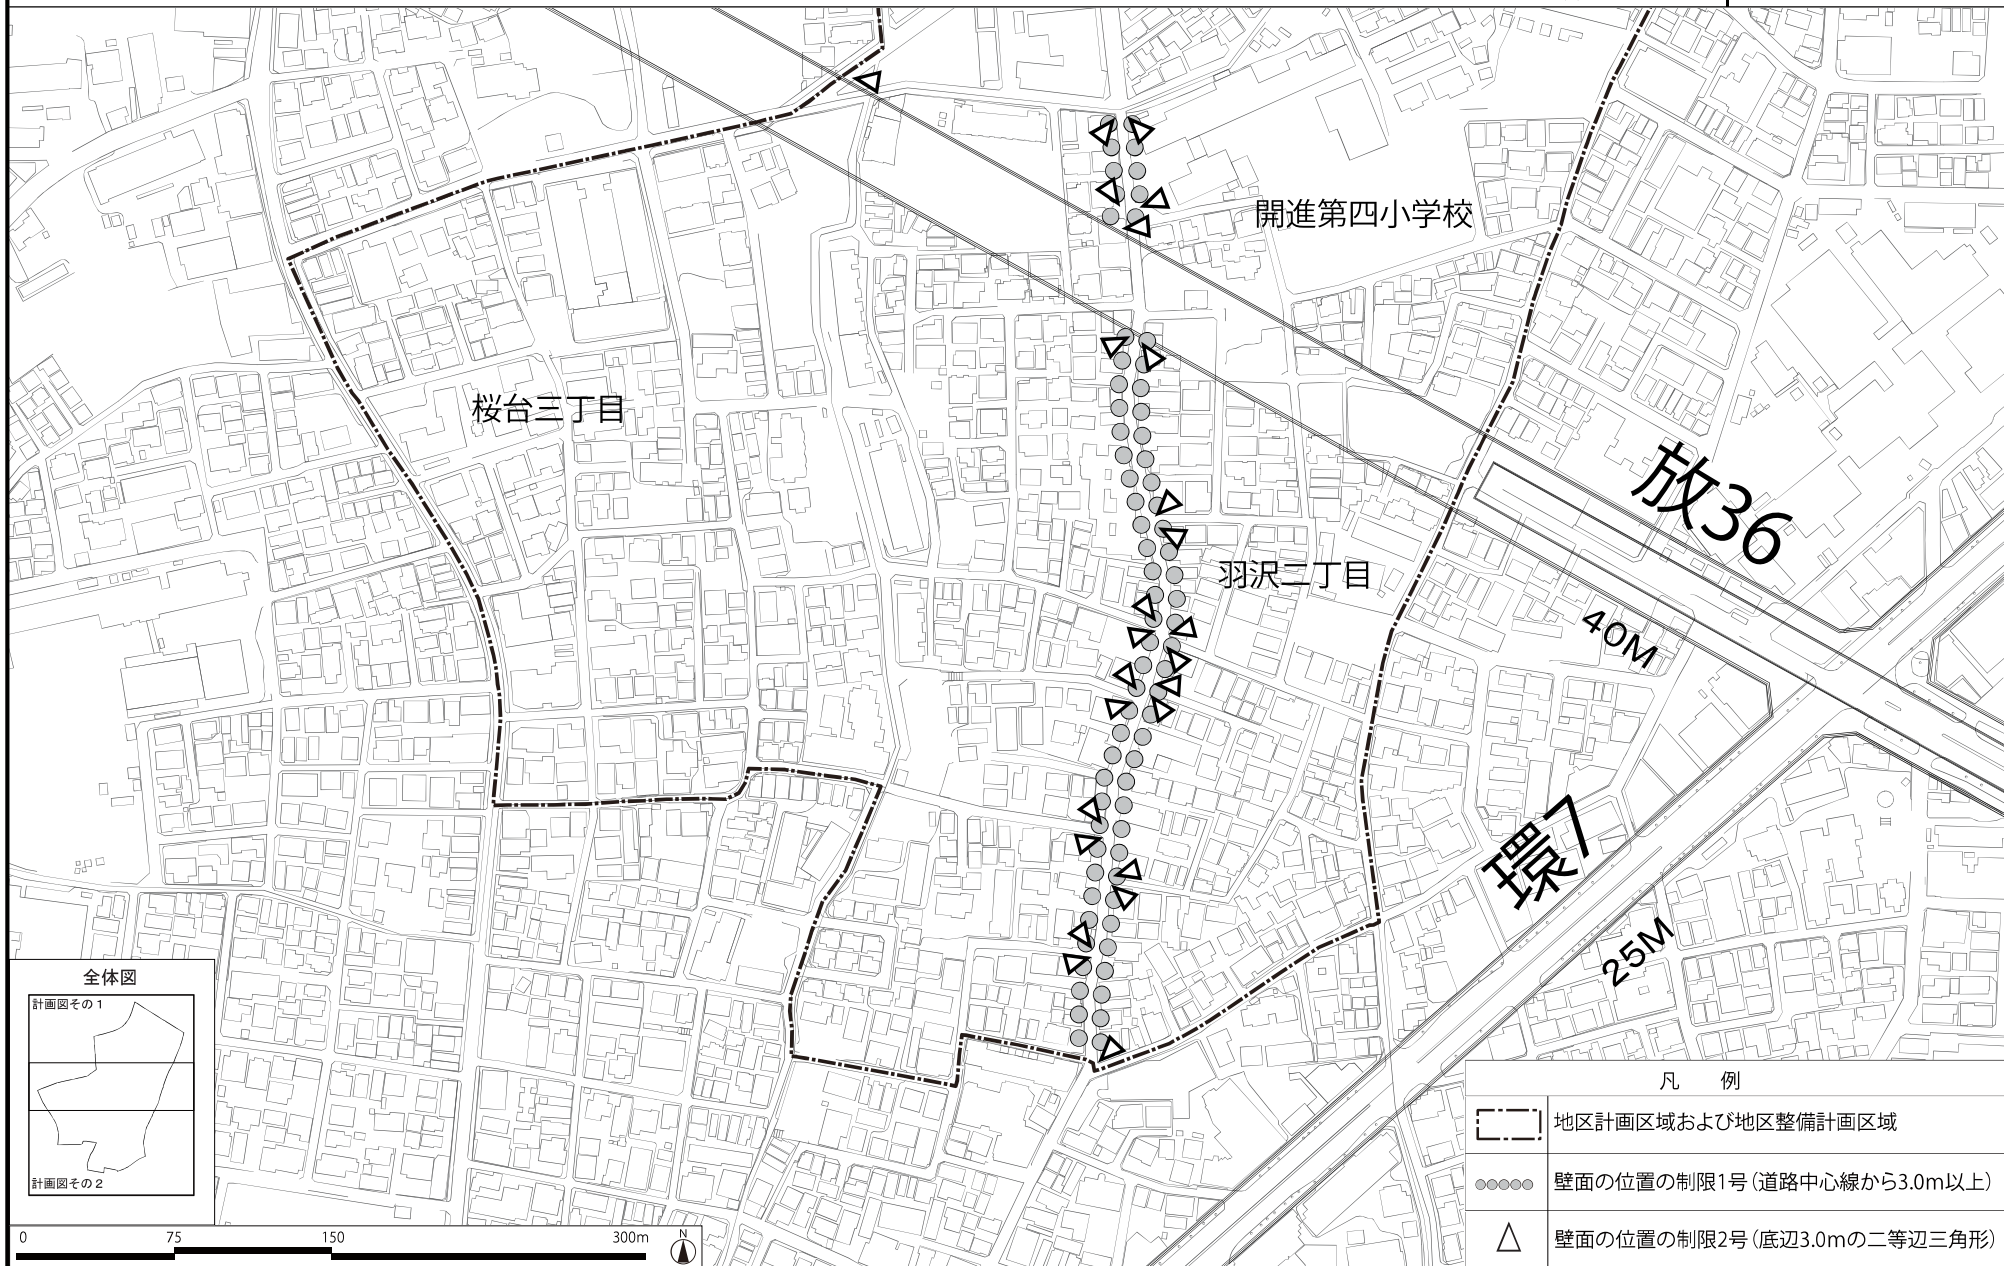 開進第四小学校
桜台三丁目
放36
羽沢二丁目
40M
環7
25M
全体図
計画図その1
計画図その2
0 75 150 300m
N
凡 例
地区計画区域および地区整備計画区域
壁面の位置の制限1号(道路中心線から3.0m以上)
壁面の位置の制限2号(底辺3.0mの二等辺三角形)